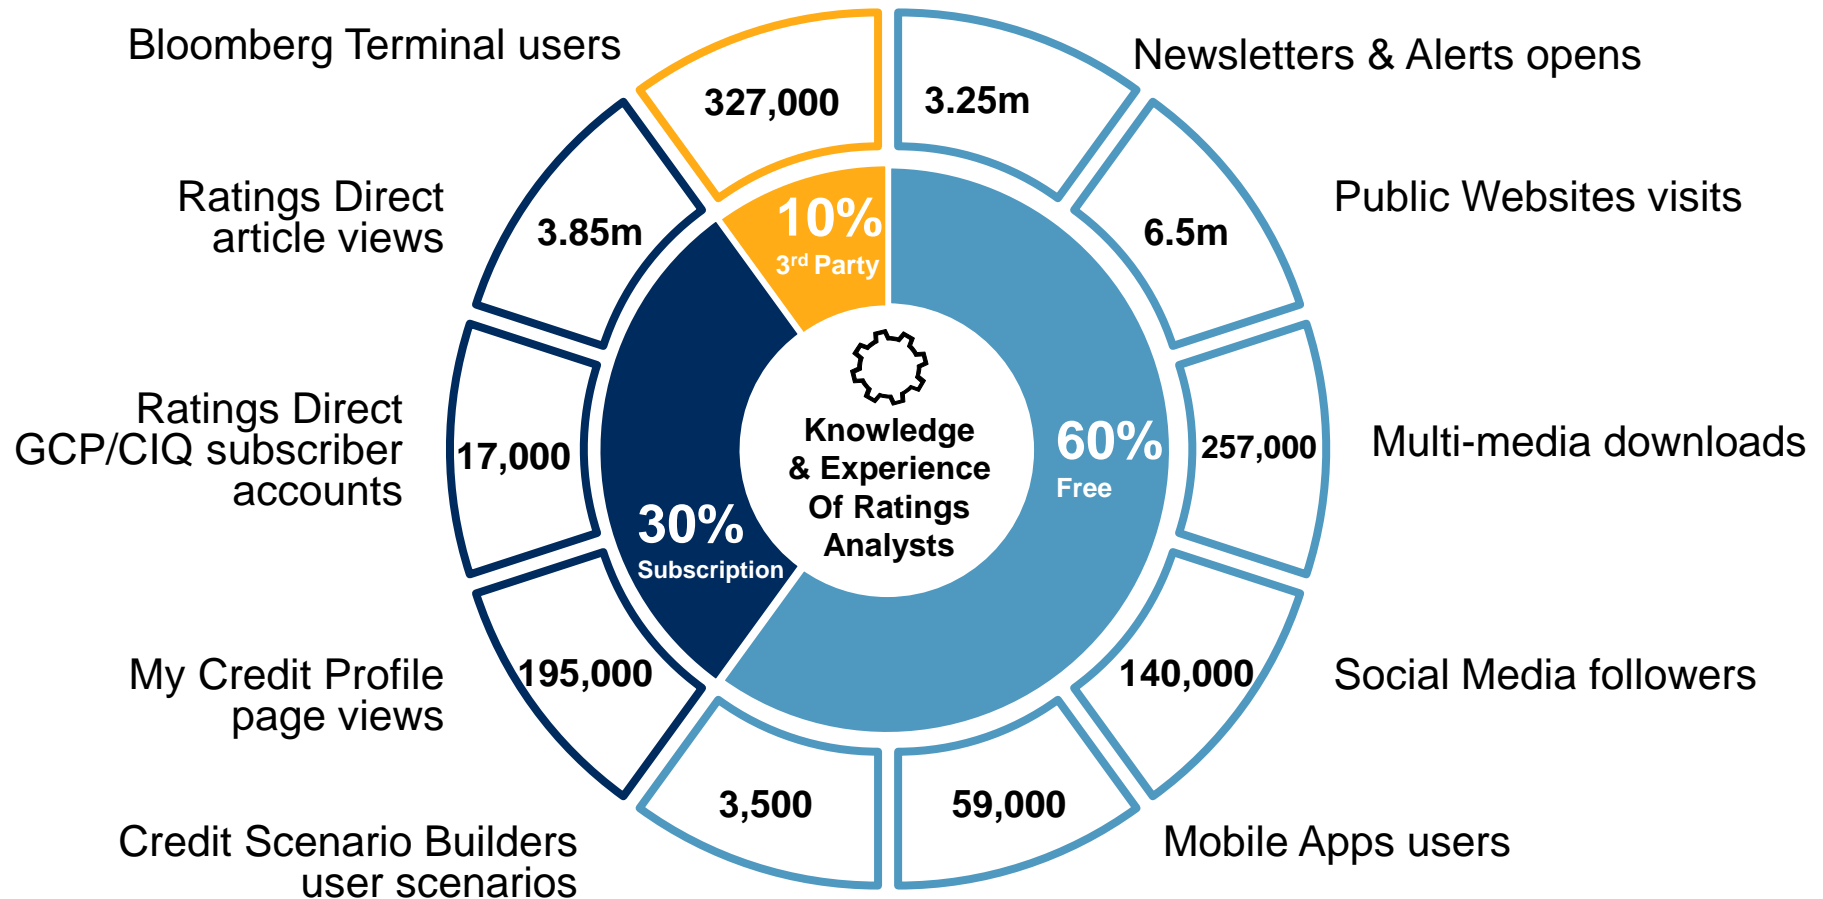 Bloomberg Terminal users
327,000
3.25m
Newsletters & Alerts opens
Ratings Direct
article views
3.85m
10%
3rd Party
6.5m
Public Websites visits
Ratings Direct
GCP/CIQ subscriber
accounts
17,000
30%
Subscription
Knowledge
& Experience
Of Ratings
Analysts
60%
Free
257,000
Multi-media downloads
My Credit Profile
page views
195,000
140,000
Social Media followers
Credit Scenario Builders
user scenarios
3,500
59,000
Mobile Apps users